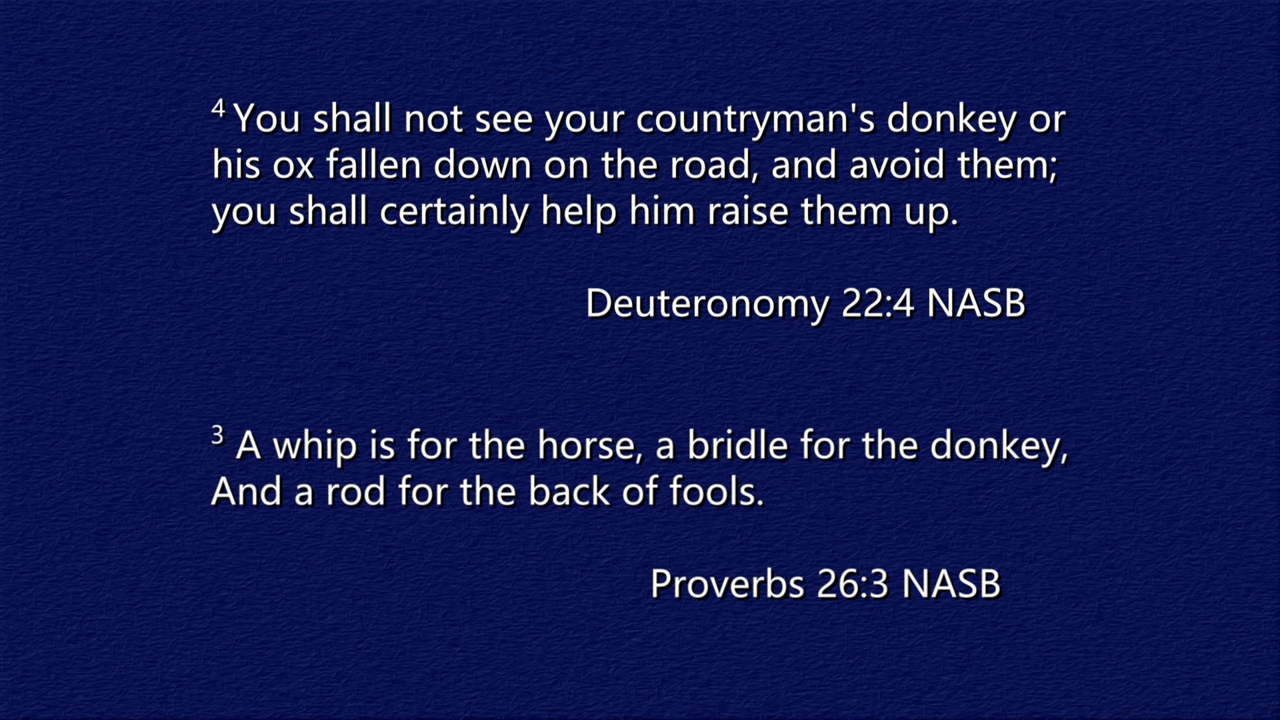 4 You shall not see your countryman's donkey or
his ox fallen down on the road, and avoid them;
you shall certainly help him raise them up.
Deuteronomy 22:4 NASB
3 A whip is for the horse, a bridle for the donkey,
And a rod for the back of fools.
Proverbs 26:3 NASB